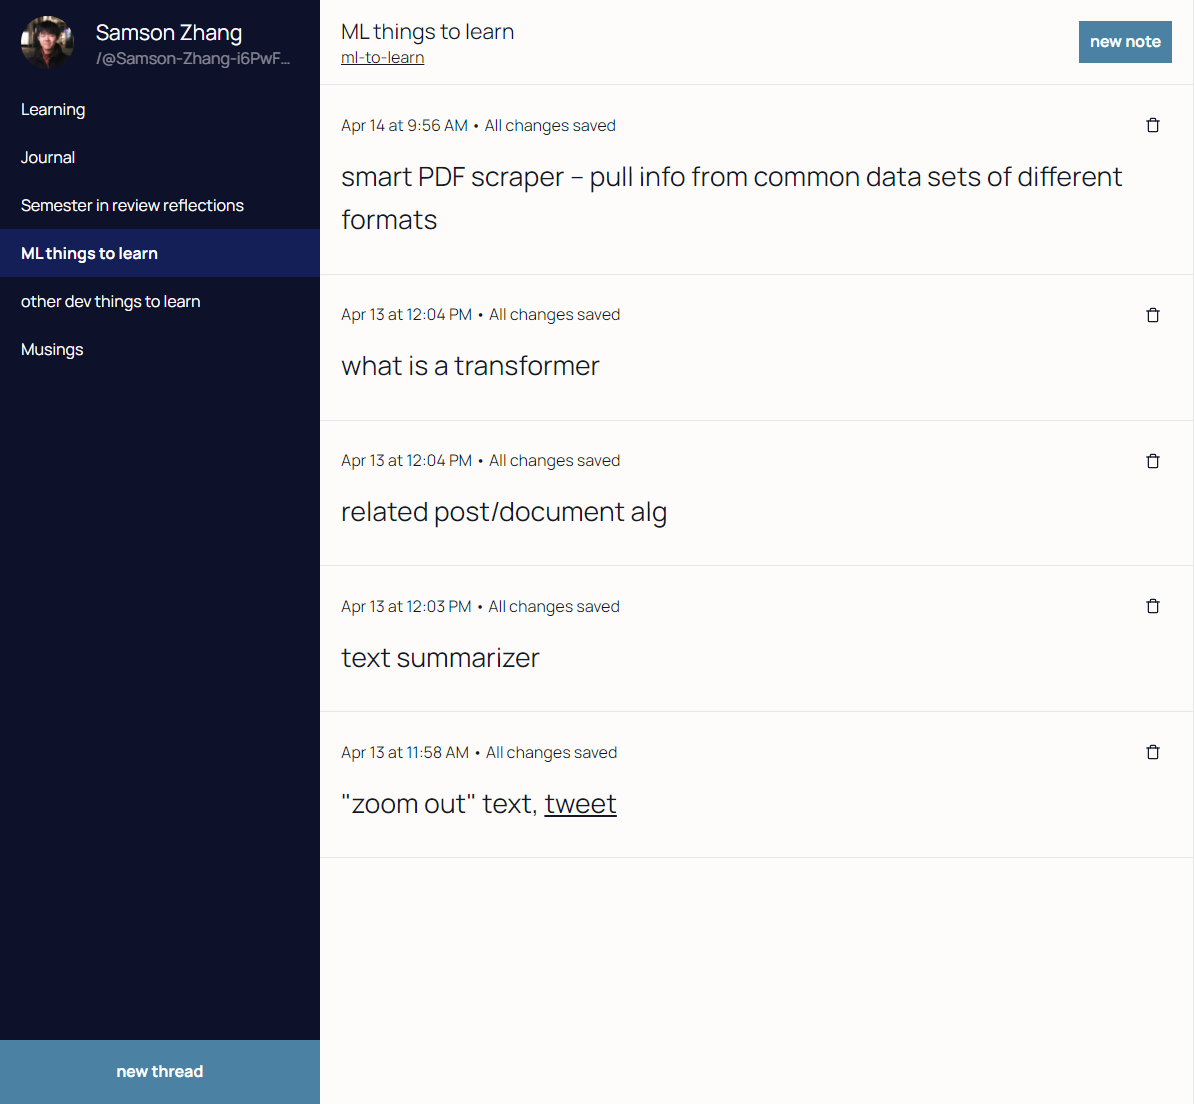 Samson Zhang
/@Samson-Zhang-i6PwF...
Learning
Journal
Semester in review reflections
ML things to learn
other dev things to learn
Musings
new thread
ML things to learn
ml-to-learn
new note
Apr 14 at 9:56 AM • All changes saved
smart PDF scraper – pull info from common data sets of different
formats
Apr 13 at 12:04 PM • All changes saved
what is a transformer
Apr 13 at 12:04 PM • All changes saved
related post/document alg
Apr 13 at 12:03 PM • All changes saved
text summarizer
Apr 13 at 11:58 AM • All changes saved
"zoom out" text, tweet